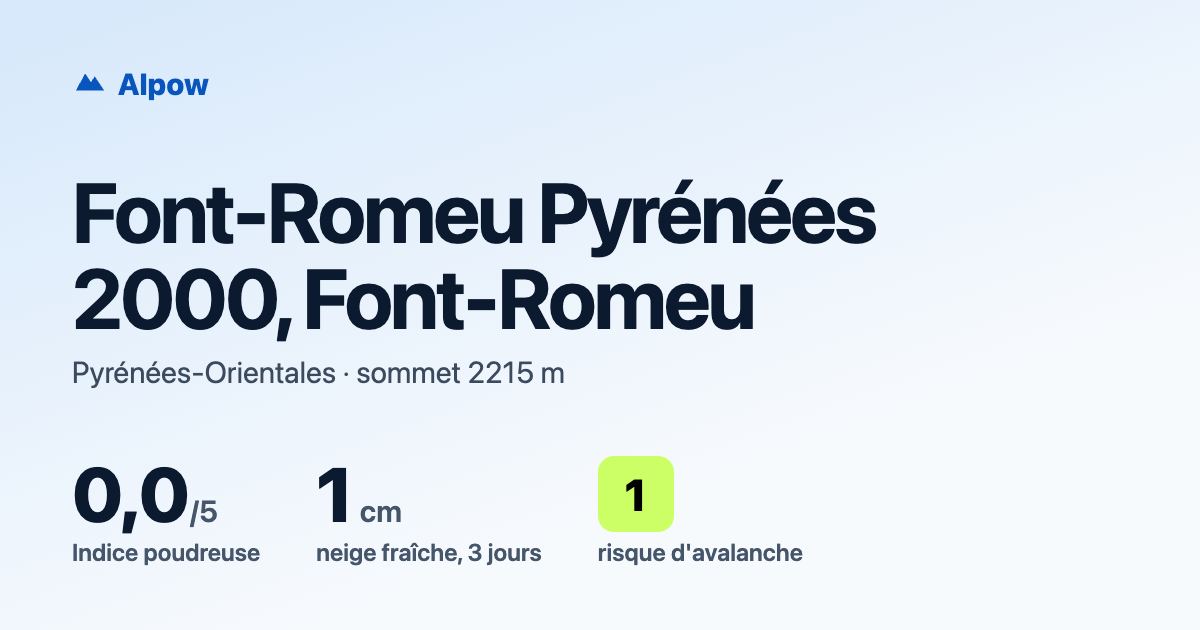 Alpow
Font-Romeu Pyrénées
2000, Font-Romeu
Pyrénées-Orientales · sommet 2215 m
0,0/5
1 cm
1
Indice poudreuse
neige fraîche, 3 jours
risque d'avalanche